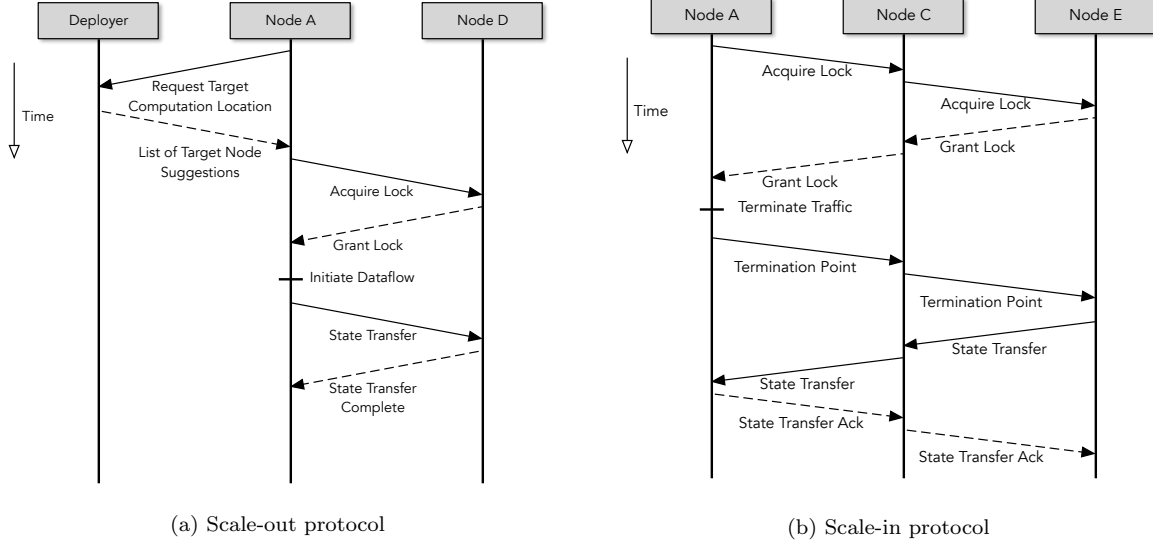 Deployer
Node A
Node D
Time
Request Target
Computation Location
List of Target Node
Suggestions
Acquire Lock
Grant Lock
Initiate Dataflow
State Transfer
State Transfer
Complete
(a) Scale-out protocol
Node A
Node C
Node E
Time
Acquire Lock
Acquire Lock
Grant Lock
Grant Lock
Terminate Traffic
Termination Point
Termination Point
State Transfer
State Transfer
State Transfer Ack
State Transfer Ack
(b) Scale-in protocol